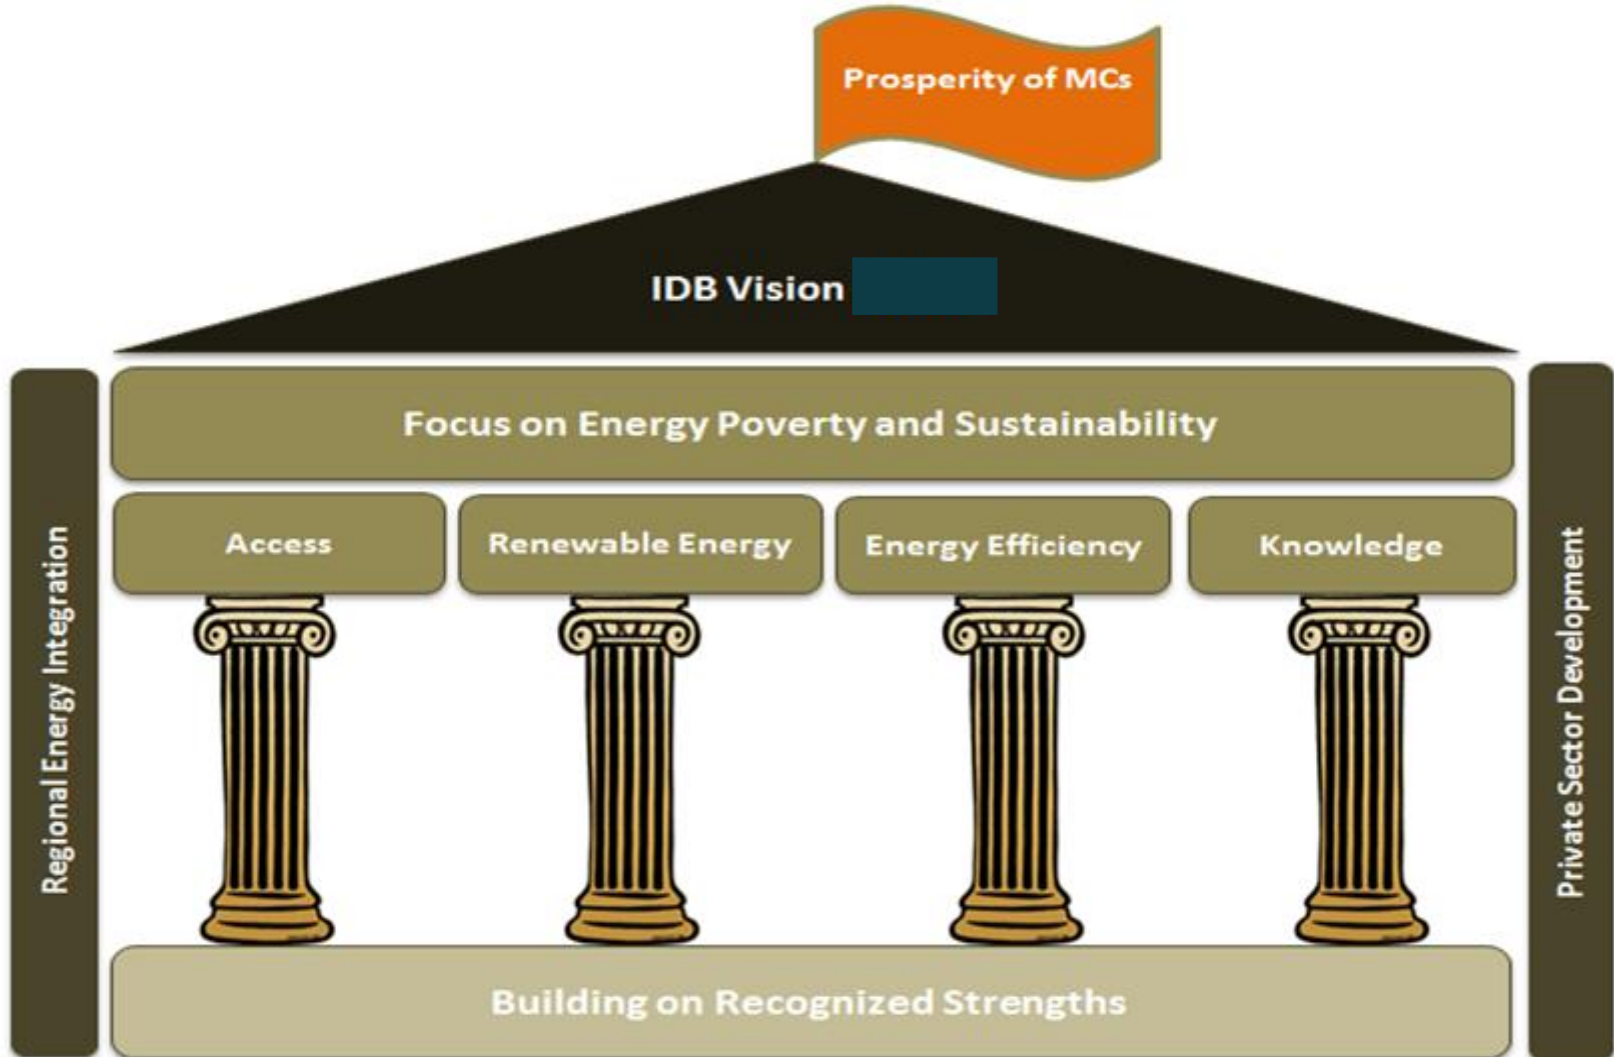 Prosperity of MCs
IDB Vision
Focus on Energy Poverty and Sustainability
Access
Renewable Energy
Energy Efficiency
Knowledge
Regional Energy Integration
Private Sector Development
Building on Recognized Strengths